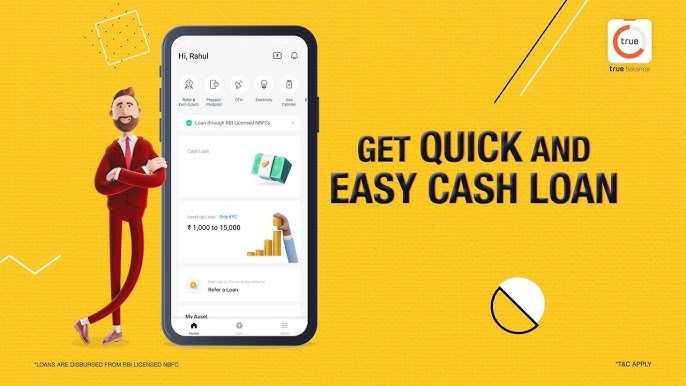 true
true balance
Hi, Rahul
Refer &
Earn (Loan)
Prepaid/
Postpaid
DTH
Electricity
Gas
Cylinder
Loan through RBI Licensed NBFCs
Cash Loan
Level up Loan Only KYC
₹ 1,000 to 15,000
Refer a Loan
My Asset
Home
Loan
More
GET QUICK AND
EASY CASH LOAN
*LOANS ARE DISBURSED FROM RBI LICENSED NBFC
*T&C APPLY